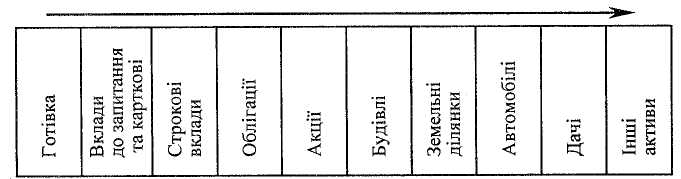 Готівка
Вклади
до запитання
та карткові
Строкові
вклади
Облігації
Акції
Будівлі
Земельні
ділянки
Автомобілі
Дачі
Інші
активи